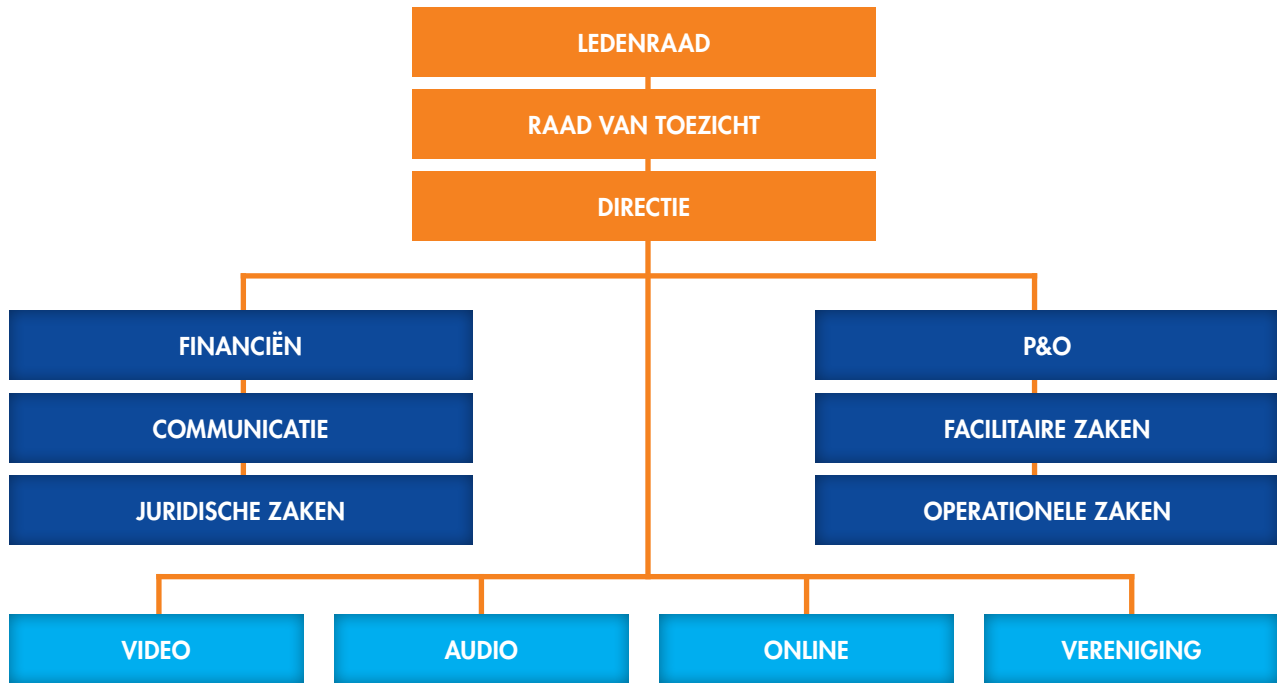 LEDENRAAD
RAAD VAN TOEZICHT
DIRECTIE
FINANCIËN
P&O
COMMUNICATIE
FACILITAIRE ZAKEN
JURIDISCHE ZAKEN
OPERATIONELE ZAKEN
VIDEO
AUDIO
ONLINE
VERENIGING